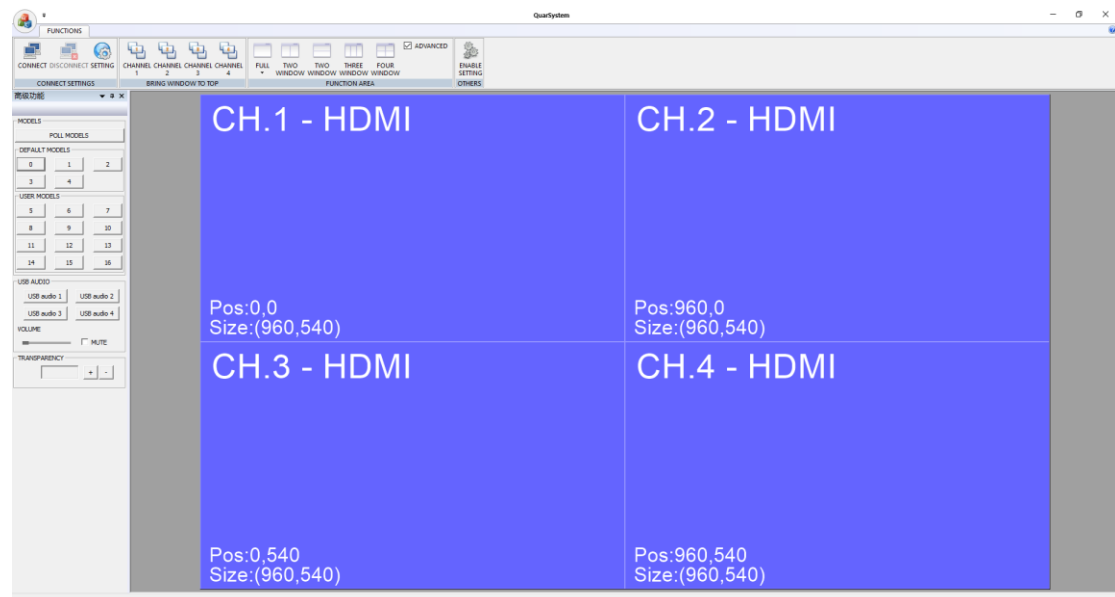 QuarSystem
FUNCTIONS
CONNECT DISCONNECT SETTING
CHANNEL 1
CHANNEL 2
CHANNEL 3
CHANNEL 4
FULL
TWO WINDOW
TWO WINDOW
THREE WINDOW
FOUR WINDOW
ADVANCED
ENABLE SETTING
CONNECT SETTINGS
BRING WINDOW TO TOP
FUNCTION AREA
OTHERS
高级功能
MODELS
POLL MODELS
DEFAULT MODELS
0 1 2
3 4
USER MODELS
5 6 7
8 9 10
11 12 13
14 15 16
USB AUDIO
USB audio 1 USB audio 2
USB audio 3 USB audio 4
VOLUME
MUTE
TRANSPARENCY
+ -
CH.1 - HDMI
Pos:0,0
Size:(960,540)
CH.2 - HDMI
Pos:960,0
Size:(960,540)
CH.3 - HDMI
Pos:0,540
Size:(960,540)
CH.4 - HDMI
Pos:960,540
Size:(960,540)